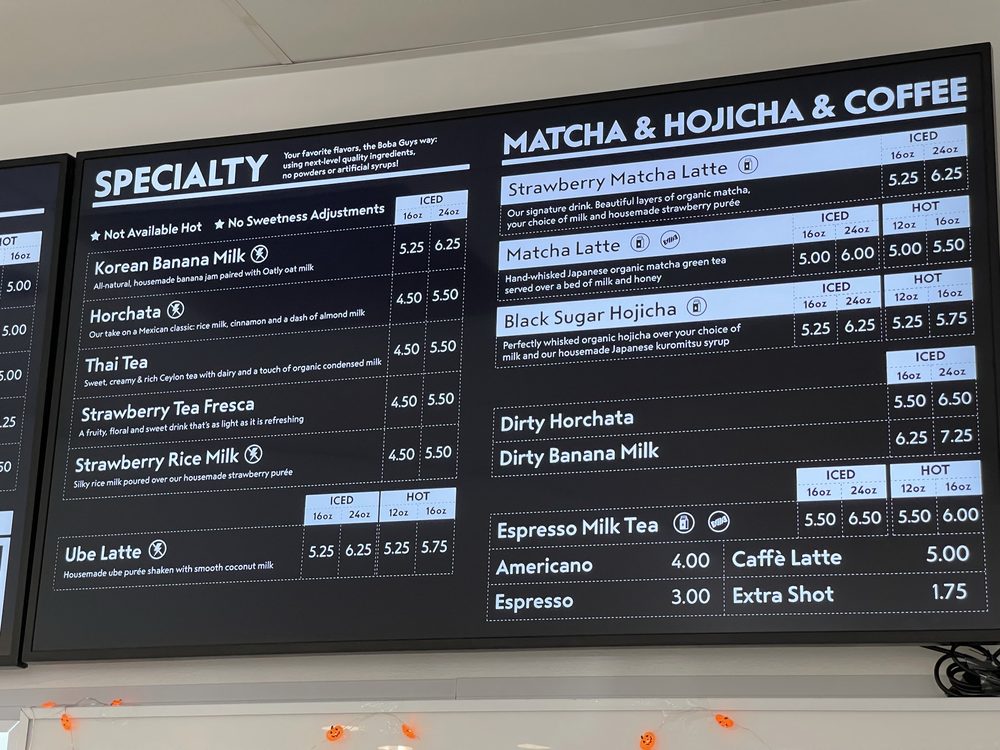 HOT
16oz
5.00
5.00
5.00
.25
50
SPECIALTY
Your favorite flavors, the Boba Guys way:
using next-level quality ingredients,
no powders or artificial syrups!
★ Not Available Hot ★ No Sweetness Adjustments
ICED
16oz 24oz
Korean Banana Milk 5.25 6.25
All-natural, housemade banana jam paired with Oatly oat milk
Horchata 4.50 5.50
Our take on a Mexican classic: rice milk, cinnamon and a dash of almond milk
Thai Tea 4.50 5.50
Sweet, creamy & rich Ceylon tea with dairy and a touch of organic condensed milk
Strawberry Tea Fresca 4.50 5.50
A fruity, floral and sweet drink that's as light as it is refreshing
Strawberry Rice Milk 4.50 5.50
Silky rice milk poured over our housemade strawberry purée
ICED HOT
16oz 24oz 12oz 16oz
Ube Latte 5.25 6.25 5.25 5.75
Housemade ube purée shaken with smooth coconut milk
MATCHA & HOJICHA & COFFEE
ICED
16oz 24oz
Strawberry Matcha Latte 5.25 6.25
Our signature drink. Beautiful layers of organic matcha,
your choice of milk and housemade strawberry purée
ICED HOT
16oz 24oz 12oz 16oz
Matcha Latte 5.00 6.00 5.00 5.50
Hand-whisked Japanese organic matcha green tea
served over a bed of milk and honey
ICED HOT
16oz 24oz 12oz 16oz
Black Sugar Hojicha 5.25 6.25 5.25 5.75
Perfectly whisked organic hojicha over your choice of
milk and our housemade Japanese kuromitsu syrup
ICED
16oz 24oz
Dirty Horchata 5.50 6.50
Dirty Banana Milk 6.25 7.25
ICED HOT
16oz 24oz 12oz 16oz
Espresso Milk Tea 5.50 6.50 5.50 6.00
Americano 4.00 Caffè Latte 5.00
Espresso 3.00 Extra Shot 1.75